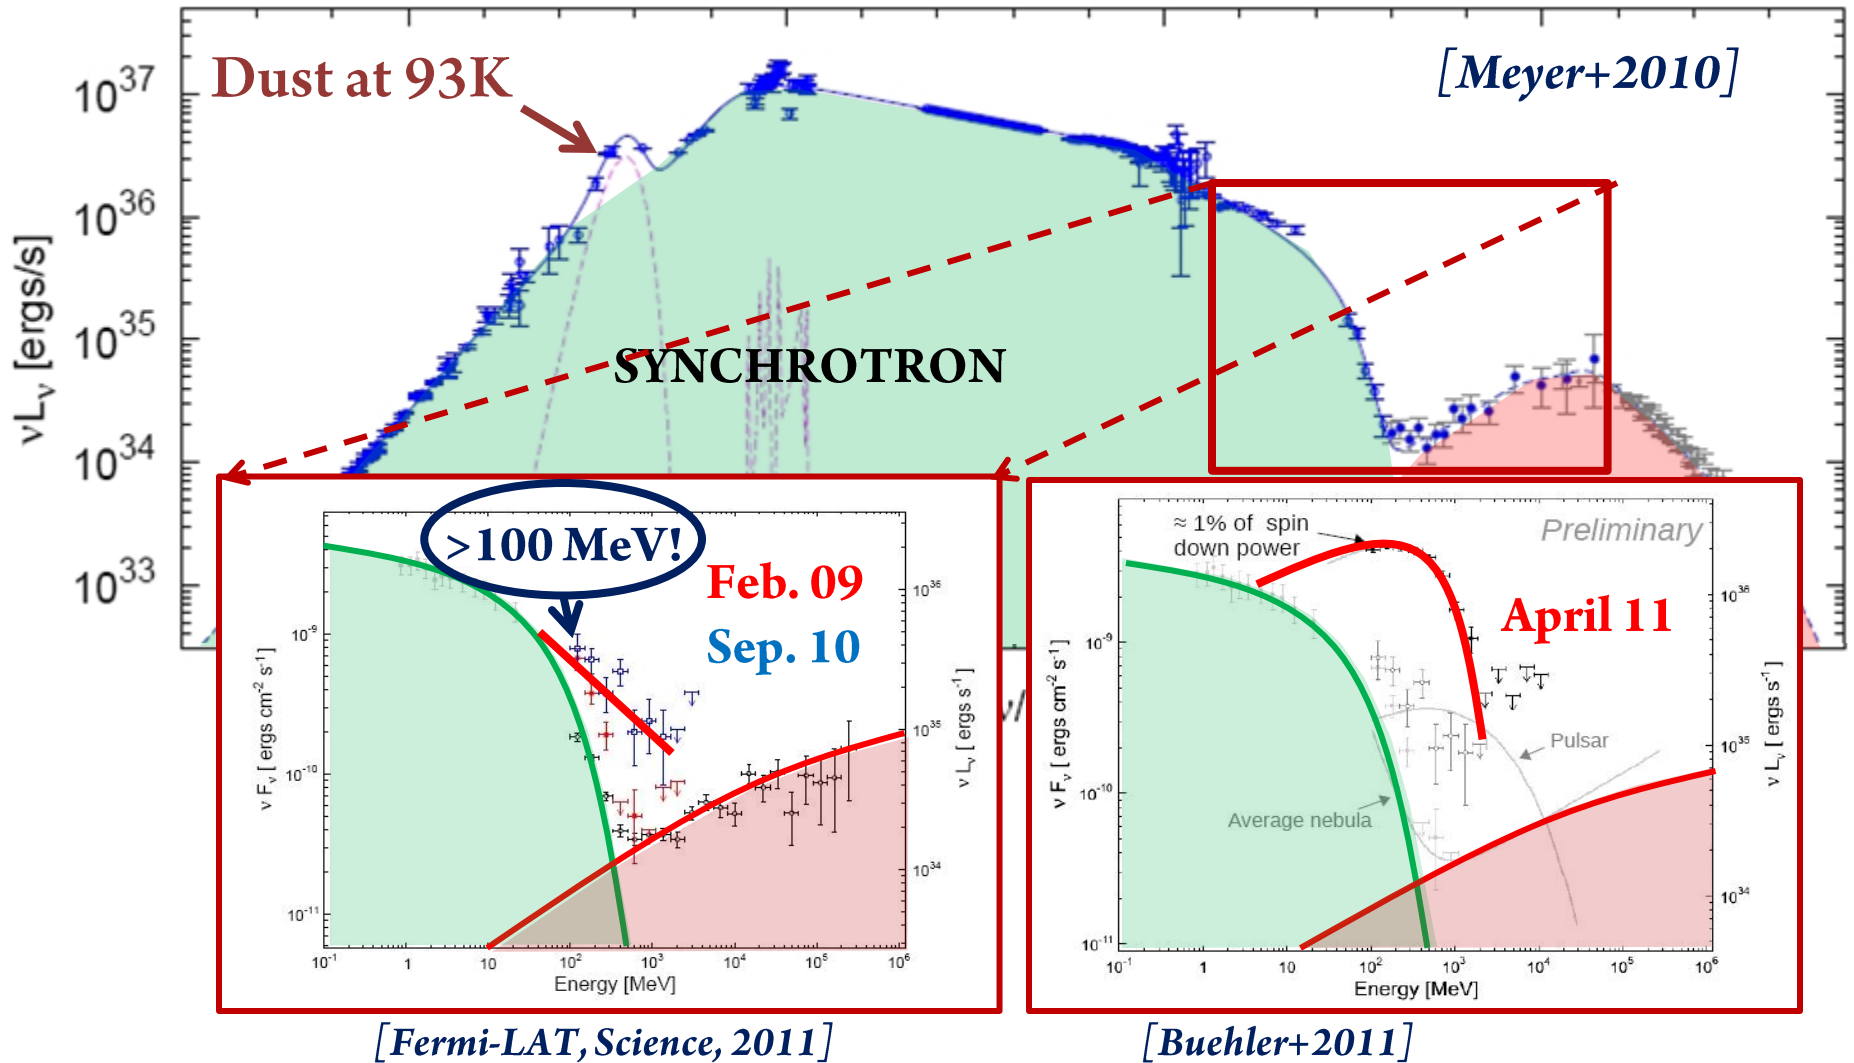 Dust at 93K
[Meyer+2010]
νLν [ergs/s]
10^37
10^36
10^35
10^34
10^33
SYNCHROTRON
ν/
>100 MeV!
Feb. 09
Sep. 10
ν Fν [ ergs cm^-2 s^-1]
10^-9
10^-10
10^-11
10^36
10^35
10^34
ν Lν [ ergs s^-1]
10^-1 1 10 10^2 10^3 10^4 10^5 10^6
Energy [MeV]
[Fermi-LAT, Science, 2011]
≈ 1% of spin
down power
Preliminary
April 11
Pulsar
Average nebula
ν Fν [ ergs cm^-2 s^-1]
10^-9
10^-10
10^-11
10^36
10^35
10^34
ν Lν [ ergs s^-1]
10^-1 1 10 10^2 10^3 10^4 10^5 10^6
Energy [MeV]
[Buehler+2011]